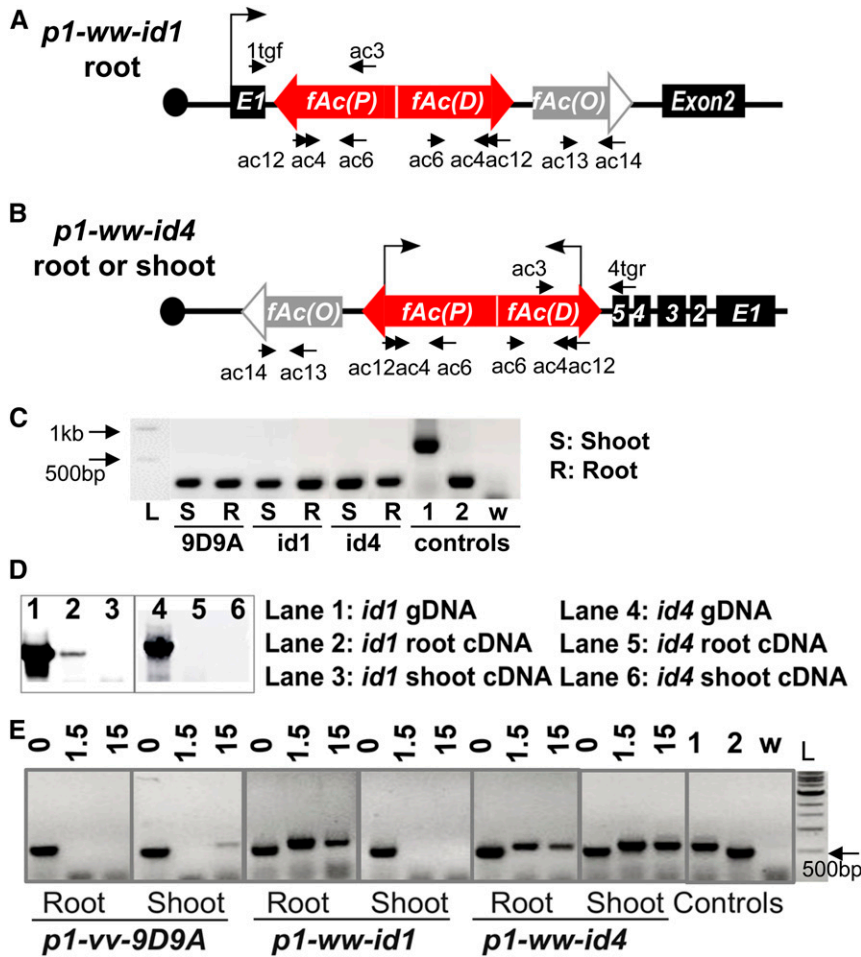 A
p1-ww-id1
root
1tgf
ac3
E1
fAc(P)
fAc(D)
fAc(O)
Exon2
ac12
ac4
ac6
ac6
ac4ac12
ac13
ac14
B
p1-ww-id4
root or shoot
ac3
4tgr
fAc(O)
fAc(P)
fAc(D)
5
4
3
2
E1
ac14
ac13
ac12ac4
ac6
ac6
ac4ac12
C
1kb
500bp
S: Shoot
R: Root
L S R S R S R 1 2 w
9D9A id1 id4 controls
D
1 2 3 4 5 6
Lane 1: id1 gDNA
Lane 2: id1 root cDNA
Lane 3: id1 shoot cDNA
Lane 4: id4 gDNA
Lane 5: id4 root cDNA
Lane 6: id4 shoot cDNA
E
0 1.5 15 0 1.5 15 0 1.5 15 0 1.5 15 0 1.5 15 0 1.5 15 1 2 w L
500bp
Root Shoot Root Shoot Root Shoot Controls
p1-vv-9D9A p1-ww-id1 p1-ww-id4